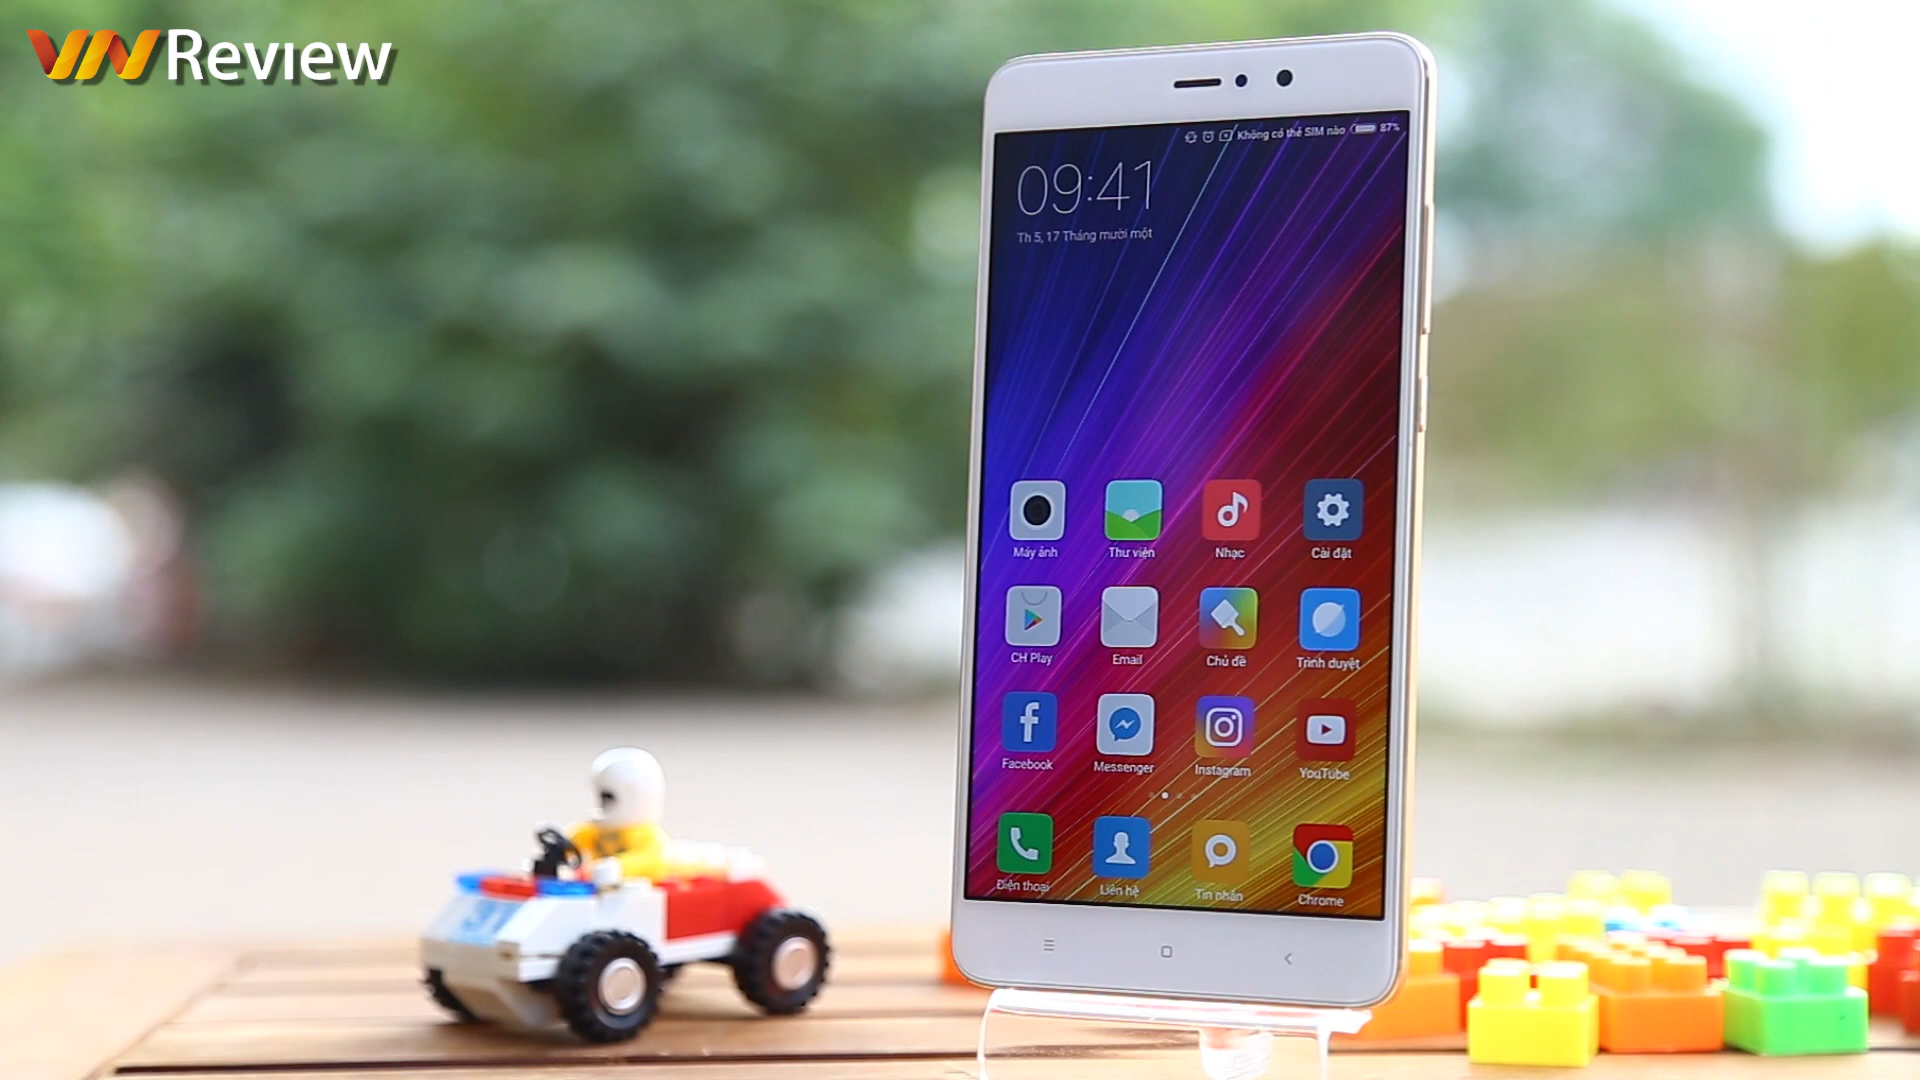 VNReview
Không có thẻ SIM nào 87%
09:41
Th 5, 17 Tháng mười một
Máy ảnh Thư viện Nhạc Cài đặt
CH Play Email Chủ đề Trình duyệt
Facebook Messenger Instagram YouTube
Điện thoại Liên hệ Tin nhắn Chrome